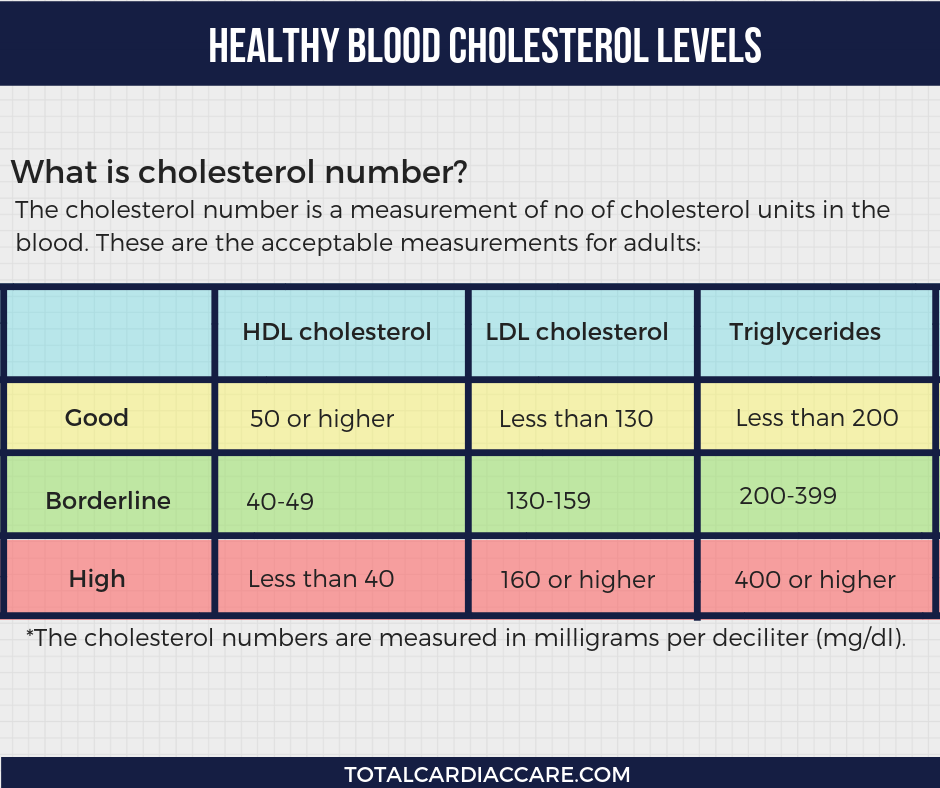 HEALTHY BLOOD CHOLESTEROL LEVELS
What is cholesterol number?
The cholesterol number is a measurement of no of cholesterol units in the
blood. These are the acceptable measurements for adults:
HDL cholesterol LDL cholesterol Triglycerides
Good 50 or higher Less than 130 Less than 200
Borderline 40-49 130-159 200-399
High Less than 40 160 or higher 400 or higher
*The cholesterol numbers are measured in milligrams per deciliter (mg/dl).
TOTALCARDIACCARE.COM